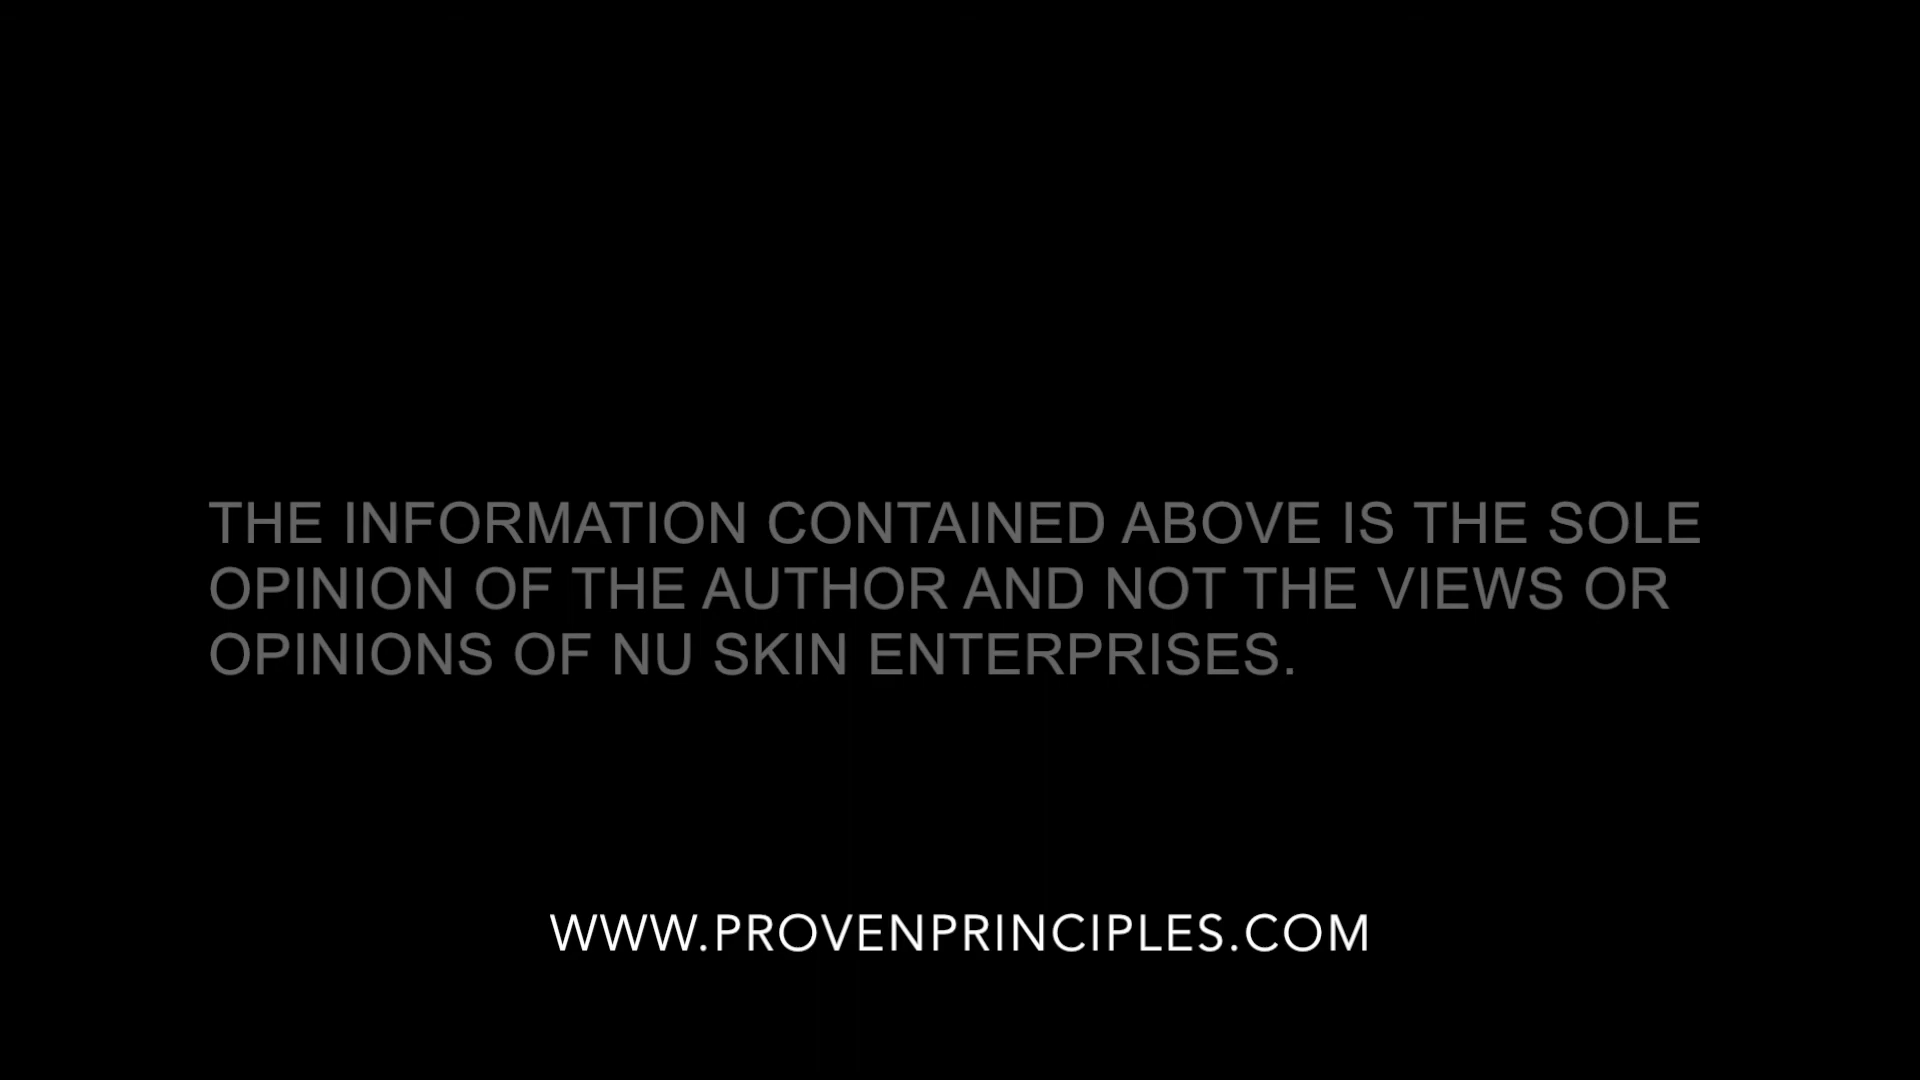 THE INFORMATION CONTAINED ABOVE IS THE SOLE
OPINION OF THE AUTHOR AND NOT THE VIEWS OR
OPINIONS OF NU SKIN ENTERPRISES.
WWW.PROVENPRINCIPLES.COM